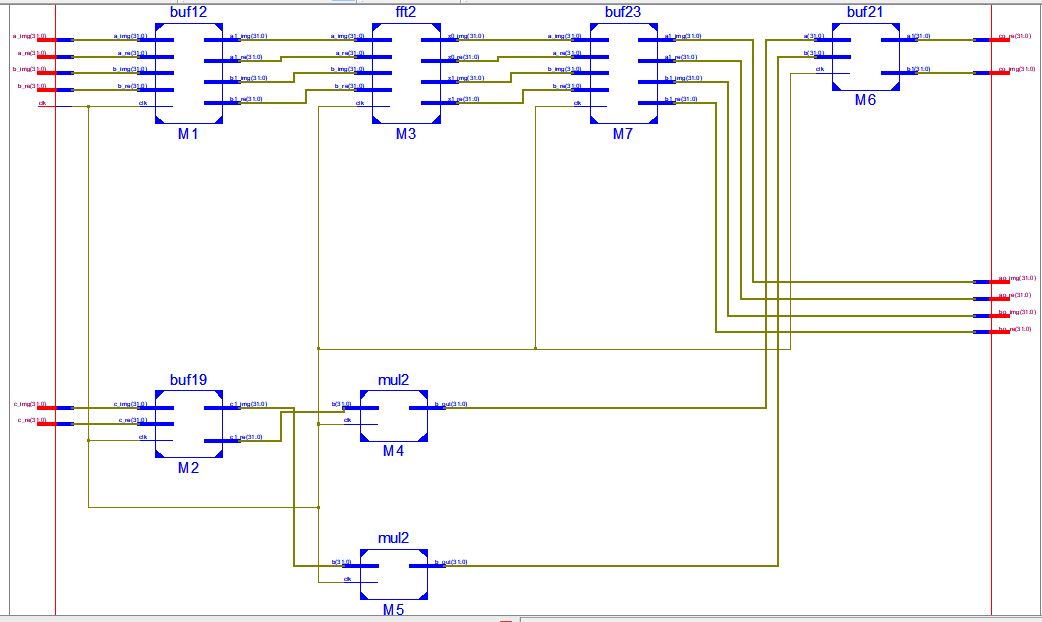 buf12 fft2 buf23 buf21
a_img(31:0) a_img(31:0) a1_img(31:0) a_img(31:0) x0_img(31:0) a_img(31:0) a1_img(31:0) a(31:0) a1(31:0) co_re(31:0)
a_re(31:0) a_re(31:0) a1_re(31:0) a_re(31:0) x0_re(31:0) a_re(31:0) a1_re(31:0) b(31:0)
b_img(31:0) b_img(31:0) b1_img(31:0) b_img(31:0) x1_img(31:0) b_img(31:0) b1_img(31:0) clk b1(31:0) co_img(31:0)
b_re(31:0) b_re(31:0) b1_re(31:0) b_re(31:0) x1_re(31:0) b_re(31:0) b1_re(31:0)
clk clk clk clk
M6
M1 M3 M7
ao_img(31:0)
ao_re(31:0)
bo_img(31:0)
bo_re(31:0)
buf19 mul2
c_img(31:0) c_img(31:0) c1_img(31:0) b(31:0) b_out(31:0)
c_re(31:0) c_re(31:0) clk
clk c1_re(31:0)
M4
M2
mul2
b(31:0) b_out(31:0)
clk
M5